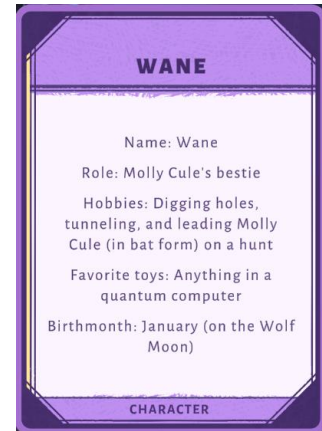 WANE
Name: Wane
Role: Molly Cule's bestie
Hobbies: Digging holes,
tunneling, and leading Molly
Cule (in bat form) on a hunt
Favorite toys: Anything in a
quantum computer
Birthmonth: January (on the Wolf
Moon)
CHARACTER